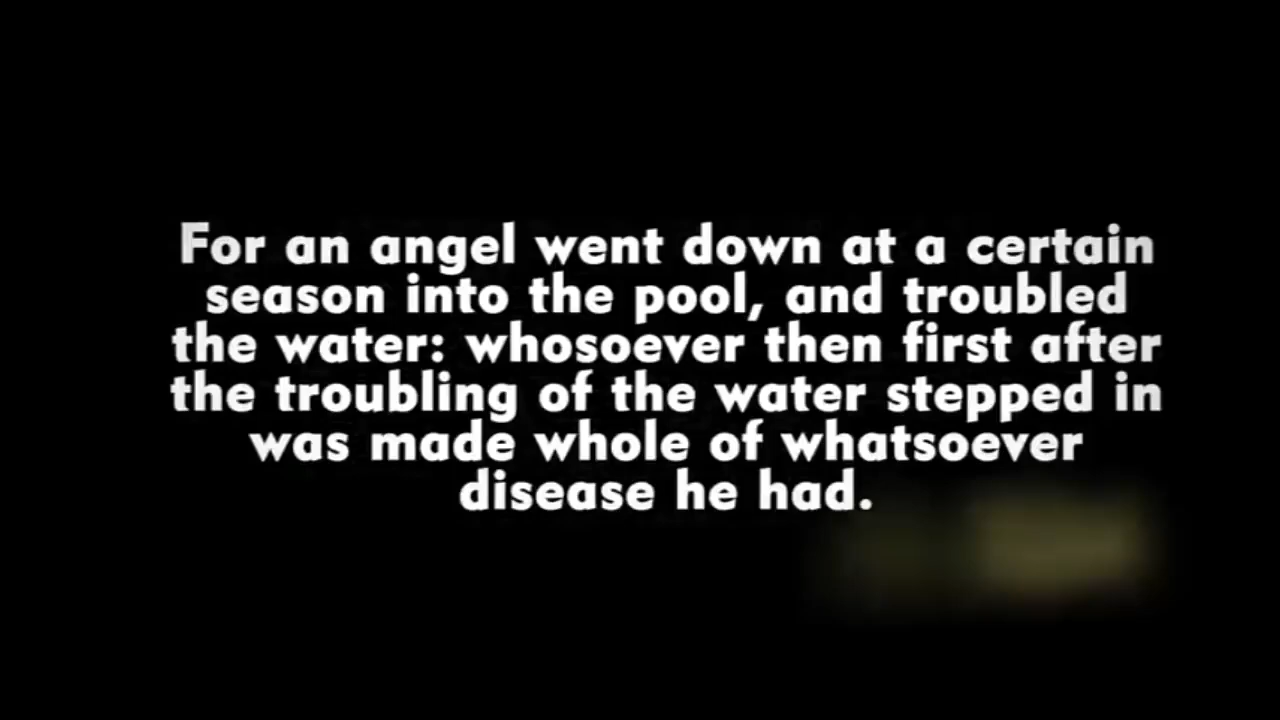 For an angel went down at a certain
season into the pool, and troubled
the water: whosoever then first after
the troubling of the water stepped in
was made whole of whatsoever
disease he had.